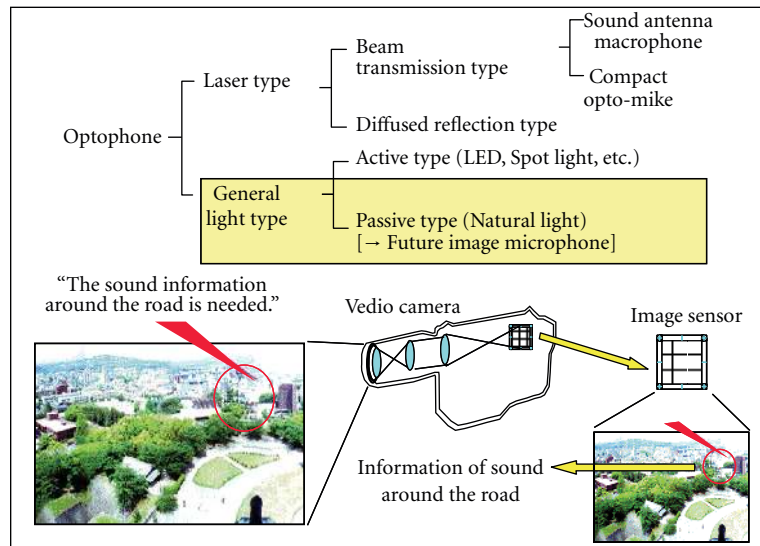 Sound antenna
macrophone
Beam
transmission type
Laser type
Compact
opto-mike
Diffused reflection type
Optophone
Active type (LED, Spot light, etc.)
General
light type
Passive type (Natural light)
[→ Future image microphone]
“The sound information
around the road is needed.”
Vedio camera
Image sensor
Information of sound
around the road